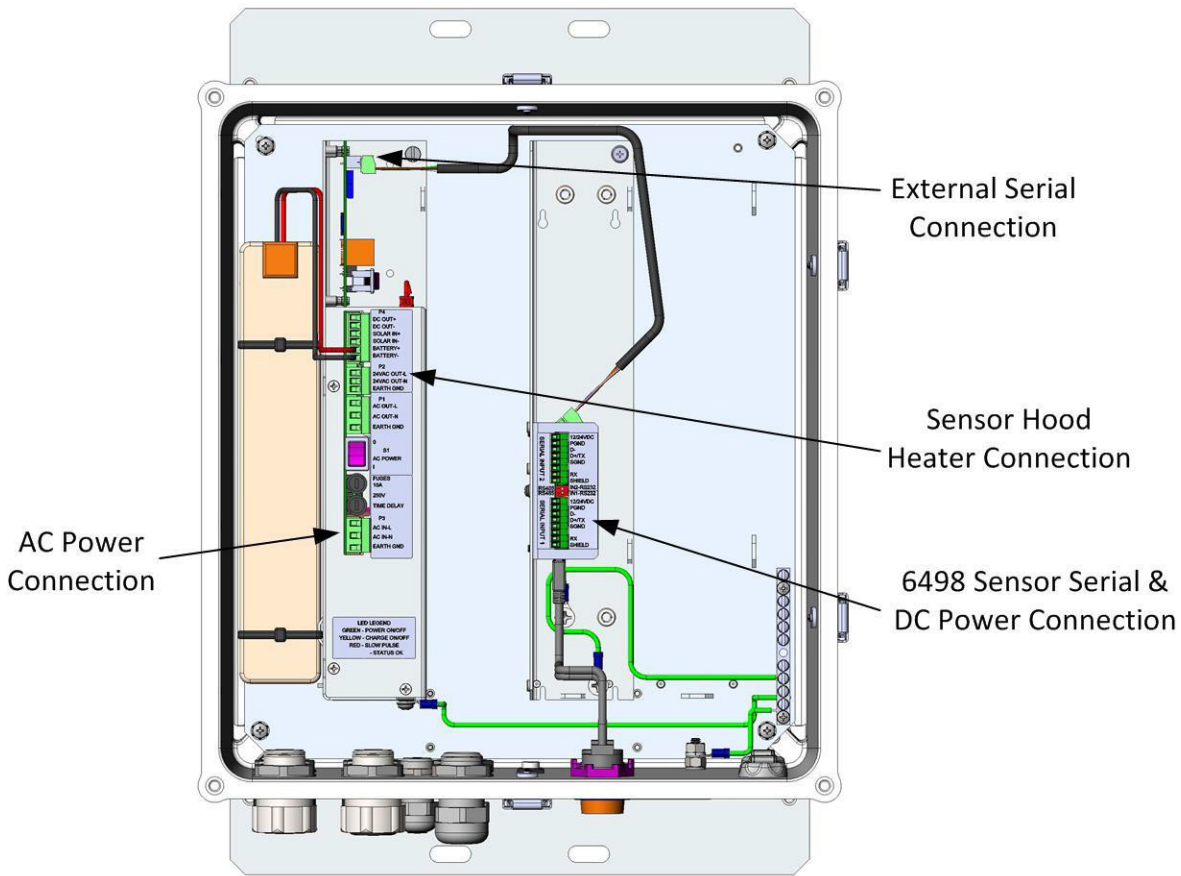 External Serial
Connection
P4
DC OUT+
DC OUT-
SOLAR IN+
SOLAR IN-
BATTERY+
BATTERY-
P2
24VAC OUT-L
24VAC OUT-N
EARTH GND
P1
AC OUT-L
AC OUT-N
EARTH GND
0
S1
AC POWER
I
FUSES
10A
250V
TIME DELAY
P3
AC IN-L
AC IN-N
EARTH GND
LED LEGEND
GREEN - POWER ON/OFF
YELLOW - CHARGE ON/OFF
RED - SLOW PULSE
- STATUS OK
Sensor Hood
Heater Connection
SERIAL INPUT 2
12/24VDC
PGND
D-
D+/TX
SGND
RX
SHIELD
RS485 IN2-RS232
RS485 IN1-RS232
SERIAL INPUT 1
12/24VDC
PGND
D-
D+/TX
SGND
RX
SHIELD
AC Power
Connection
6498 Sensor Serial &
DC Power Connection